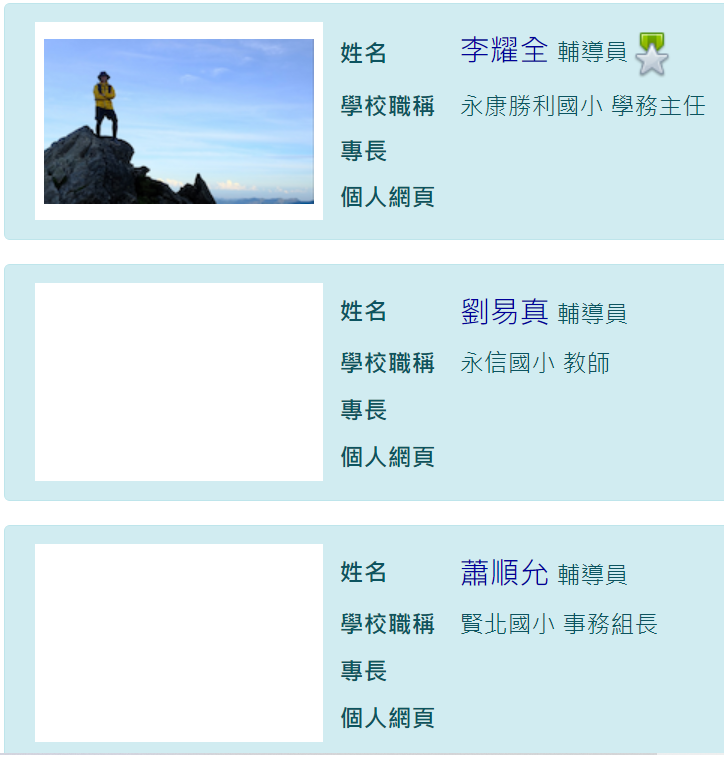 姓名 李耀全 輔導員
學校職稱 永康勝利國小 學務主任
專長
個人網頁
姓名 劉易真 輔導員
學校職稱 永信國小 教師
專長
個人網頁
姓名 蕭順允 輔導員
學校職稱 賢北國小 事務組長
專長
個人網頁